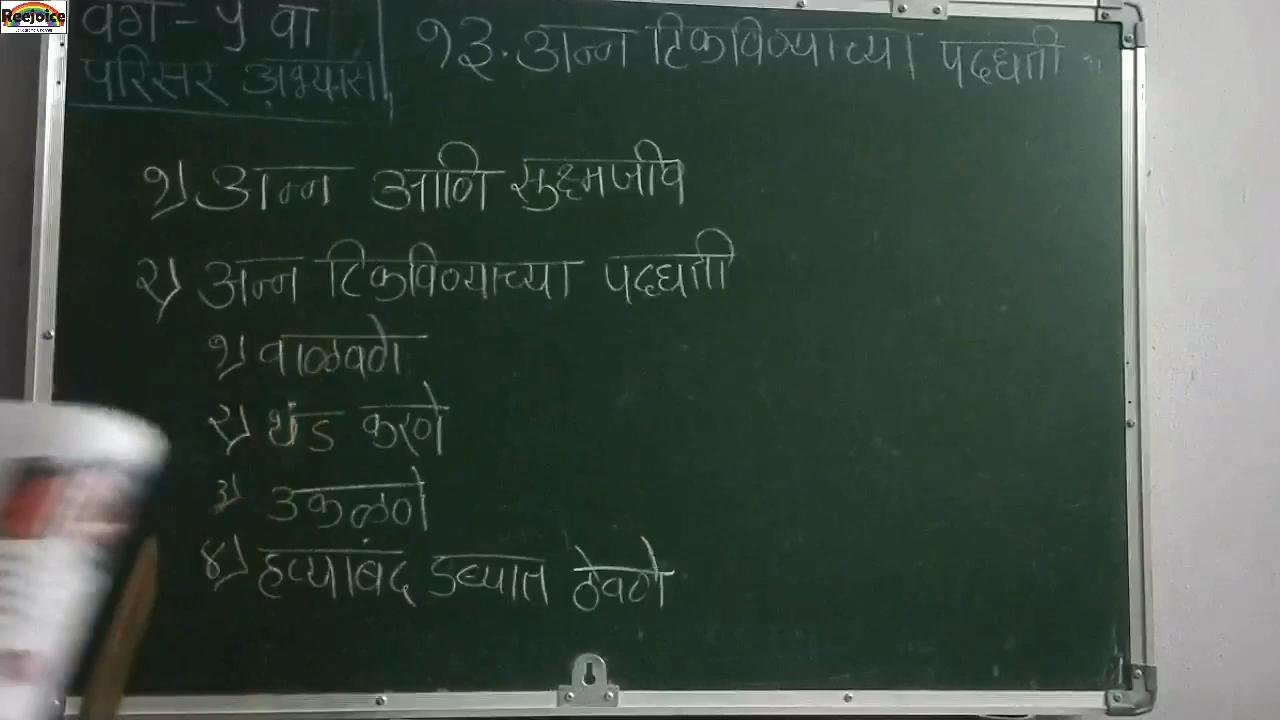 Reejoice
वर्ग - ५ वा
परिसर अभ्यास
१३. अन्न टिकविण्याच्या पद्धती
१) अन्न आणि सुक्ष्मजीव
२) अन्न टिकविण्याच्या पद्धती
१) वाळवणे
२) थंड करणे
३) उकळणे
४) हव्याबंद डब्यात ठेवणे